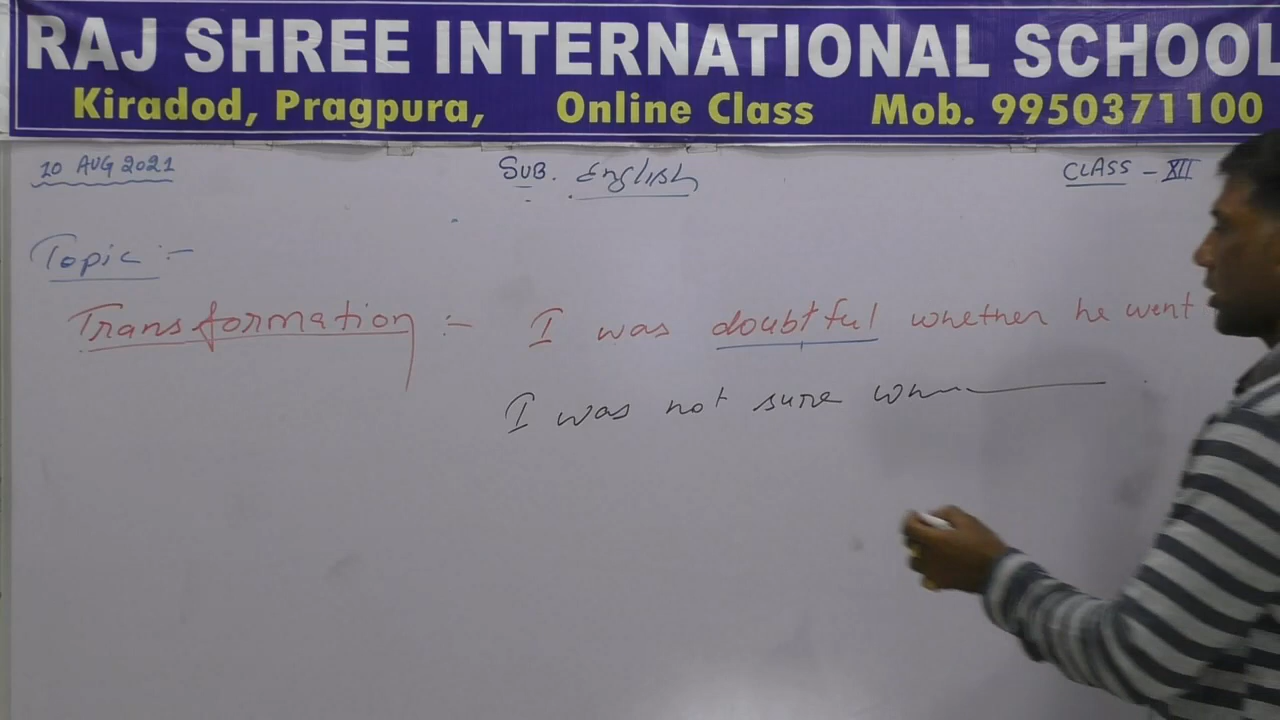 RAJ SHREE INTERNATIONAL SCHOOL
Kiradod, Pragpura, Online Class Mob. 9950371100
10 AUG 2021 SUB. English CLASS - XII
Topic :-
Transformation :- I was doubtful whether he went
I was not sure